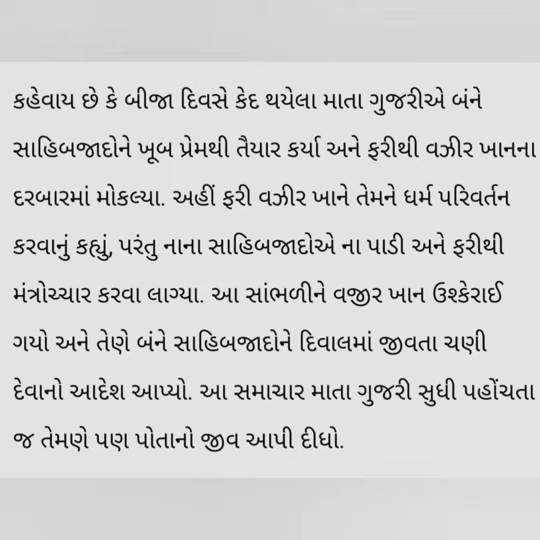 કહેવાય છે કે બીજા દિવસે કેદ થયેલા માતા ગુજરીએ બંને
સાહિબજાદોને ખૂબ પ્રેમથી તૈયાર કર્યા અને ફરીથી વઝીર ખાનના
દરબારમાં મોકલ્યા. અહીં ફરી વઝીર ખાને તેમને ધર્મ પરિવર્તન
કરવાનું કહ્યું, પરંતુ નાના સાહિબજાદોએ ના પાડી અને ફરીથી
મંત્રોચ્ચાર કરવા લાગ્યા. આ સાંભળીને વજીર ખાન ઉશ્કેરાઈ
ગયો અને તેણે બંને સાહિબજાદોને દિવાલમાં જીવતા ચણી
દેવાનો આદેશ આપ્યો. આ સમાચાર માતા ગુજરી સુધી પહોંચતા
જ તેમણે પણ પોતાનો જીવ આપી દીધો.